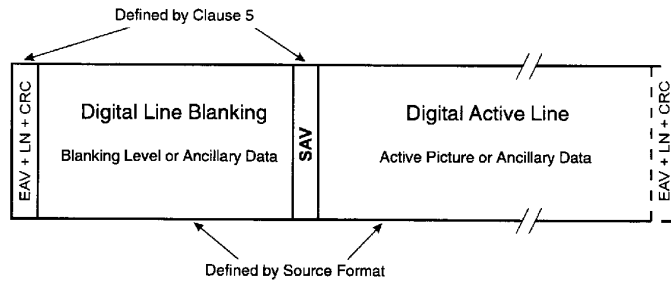 Defined by Clause 5
EAV + LN + CRC
Digital Line Blanking
Blanking Level or Ancillary Data
SAV
Digital Active Line
Active Picture or Ancillary Data
EAV + LN + CRC
Defined by Source Format